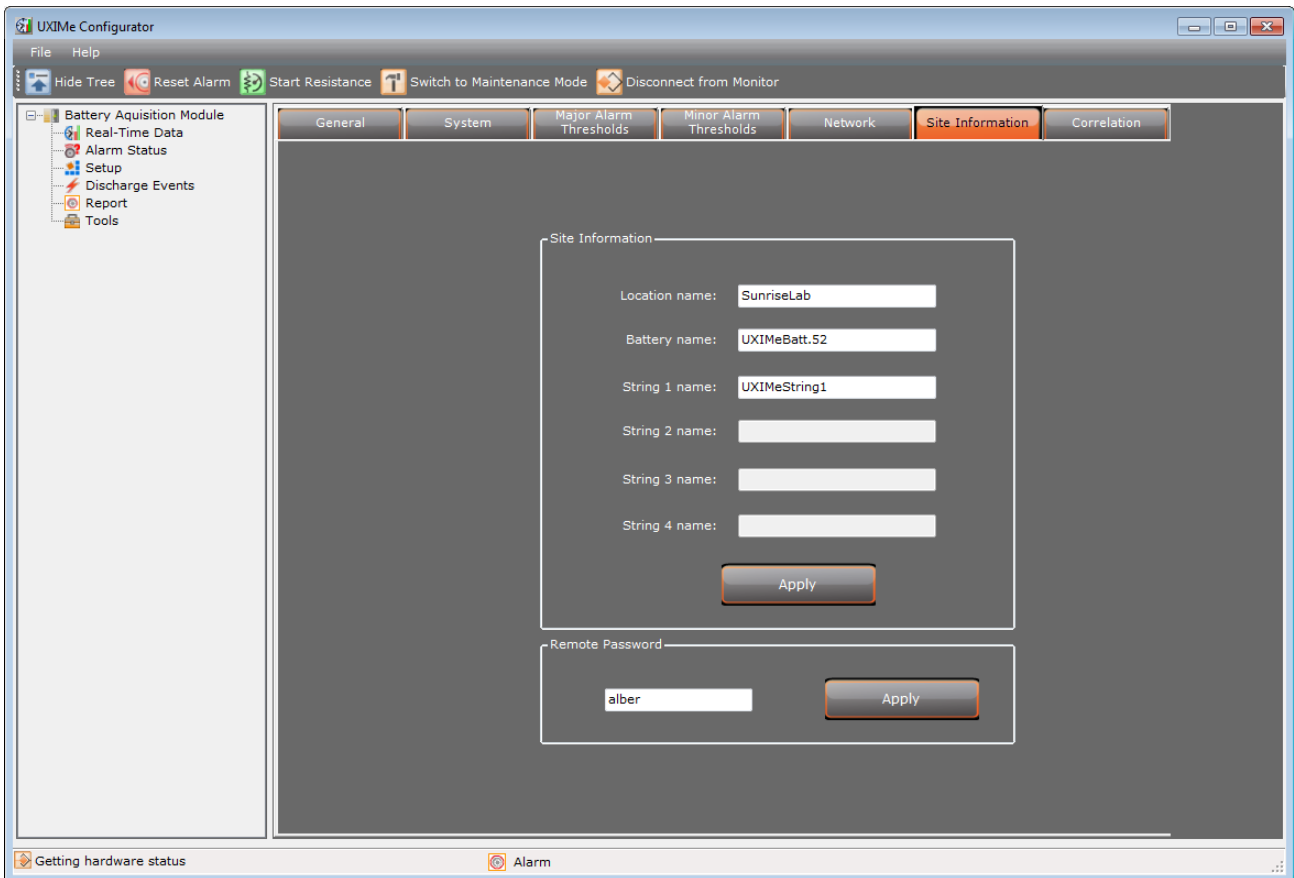 UXIMe Configurator
File Help
Hide Tree Reset Alarm Start Resistance Switch to Maintenance Mode Disconnect from Monitor
Battery Aquisition Module
Real-Time Data
Alarm Status
Setup
Discharge Events
Report
Tools
General System Major Alarm Thresholds Minor Alarm Thresholds Network Site Information Correlation
Site Information
Location name: SunriseLab
Battery name: UXIMeBatt.52
String 1 name: UXIMeString1
String 2 name:
String 3 name:
String 4 name:
Apply
Remote Password
alber Apply
Getting hardware status Alarm